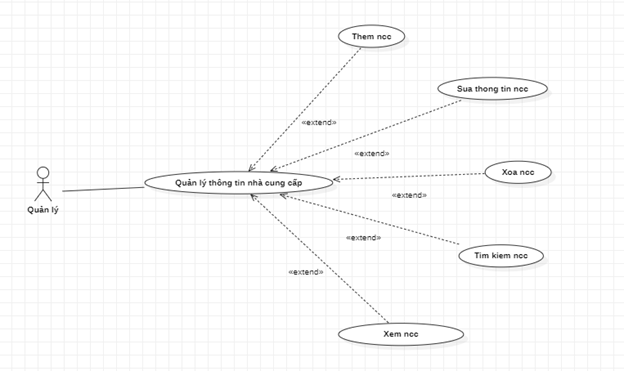 Them ncc
Sua thong tin ncc
«extend»
«extend»
Xoa ncc
Quản lý thông tin nhà cung cấp
«extend»
Quản lý
«extend»
Tim kiem ncc
«extend»
Xem ncc